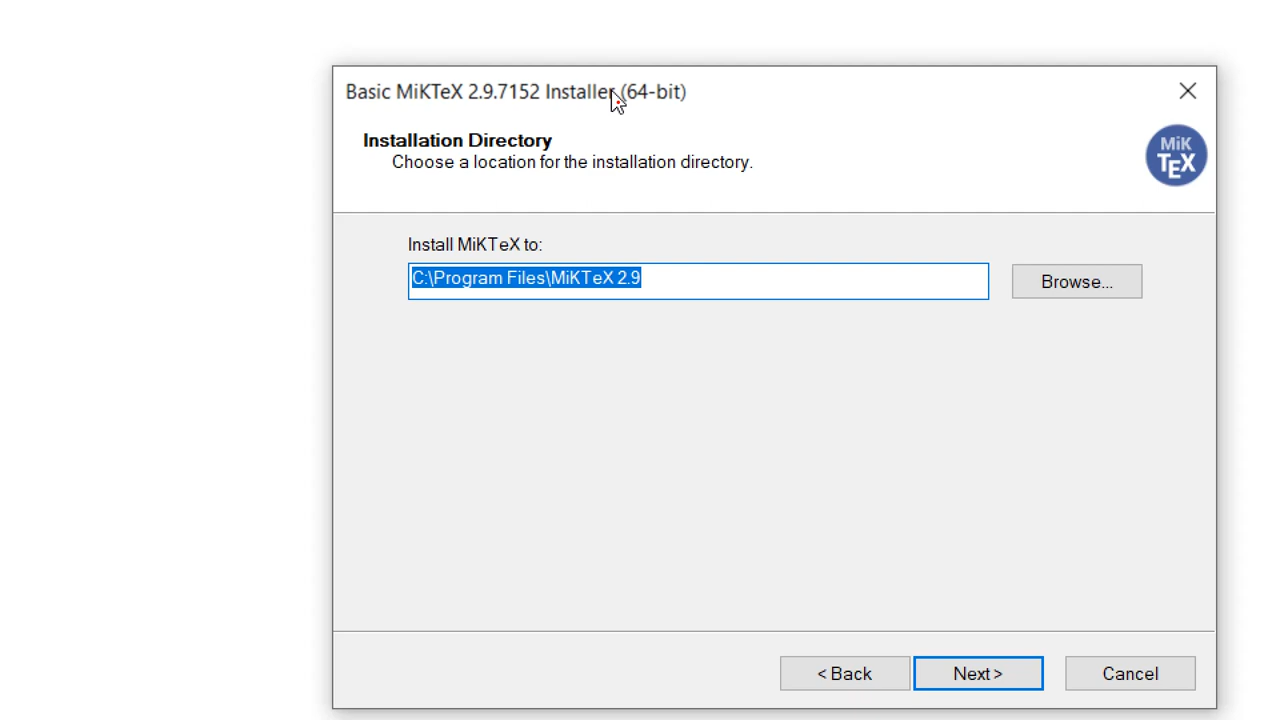 Basic MiKTeX 2.9.7152 Installer (64-bit)
Installation Directory
Choose a location for the installation directory.
MiK
TEX
Install MiKTeX to:
C:\Program Files\MiKTeX 2.9
Browse...
< Back
Next >
Cancel